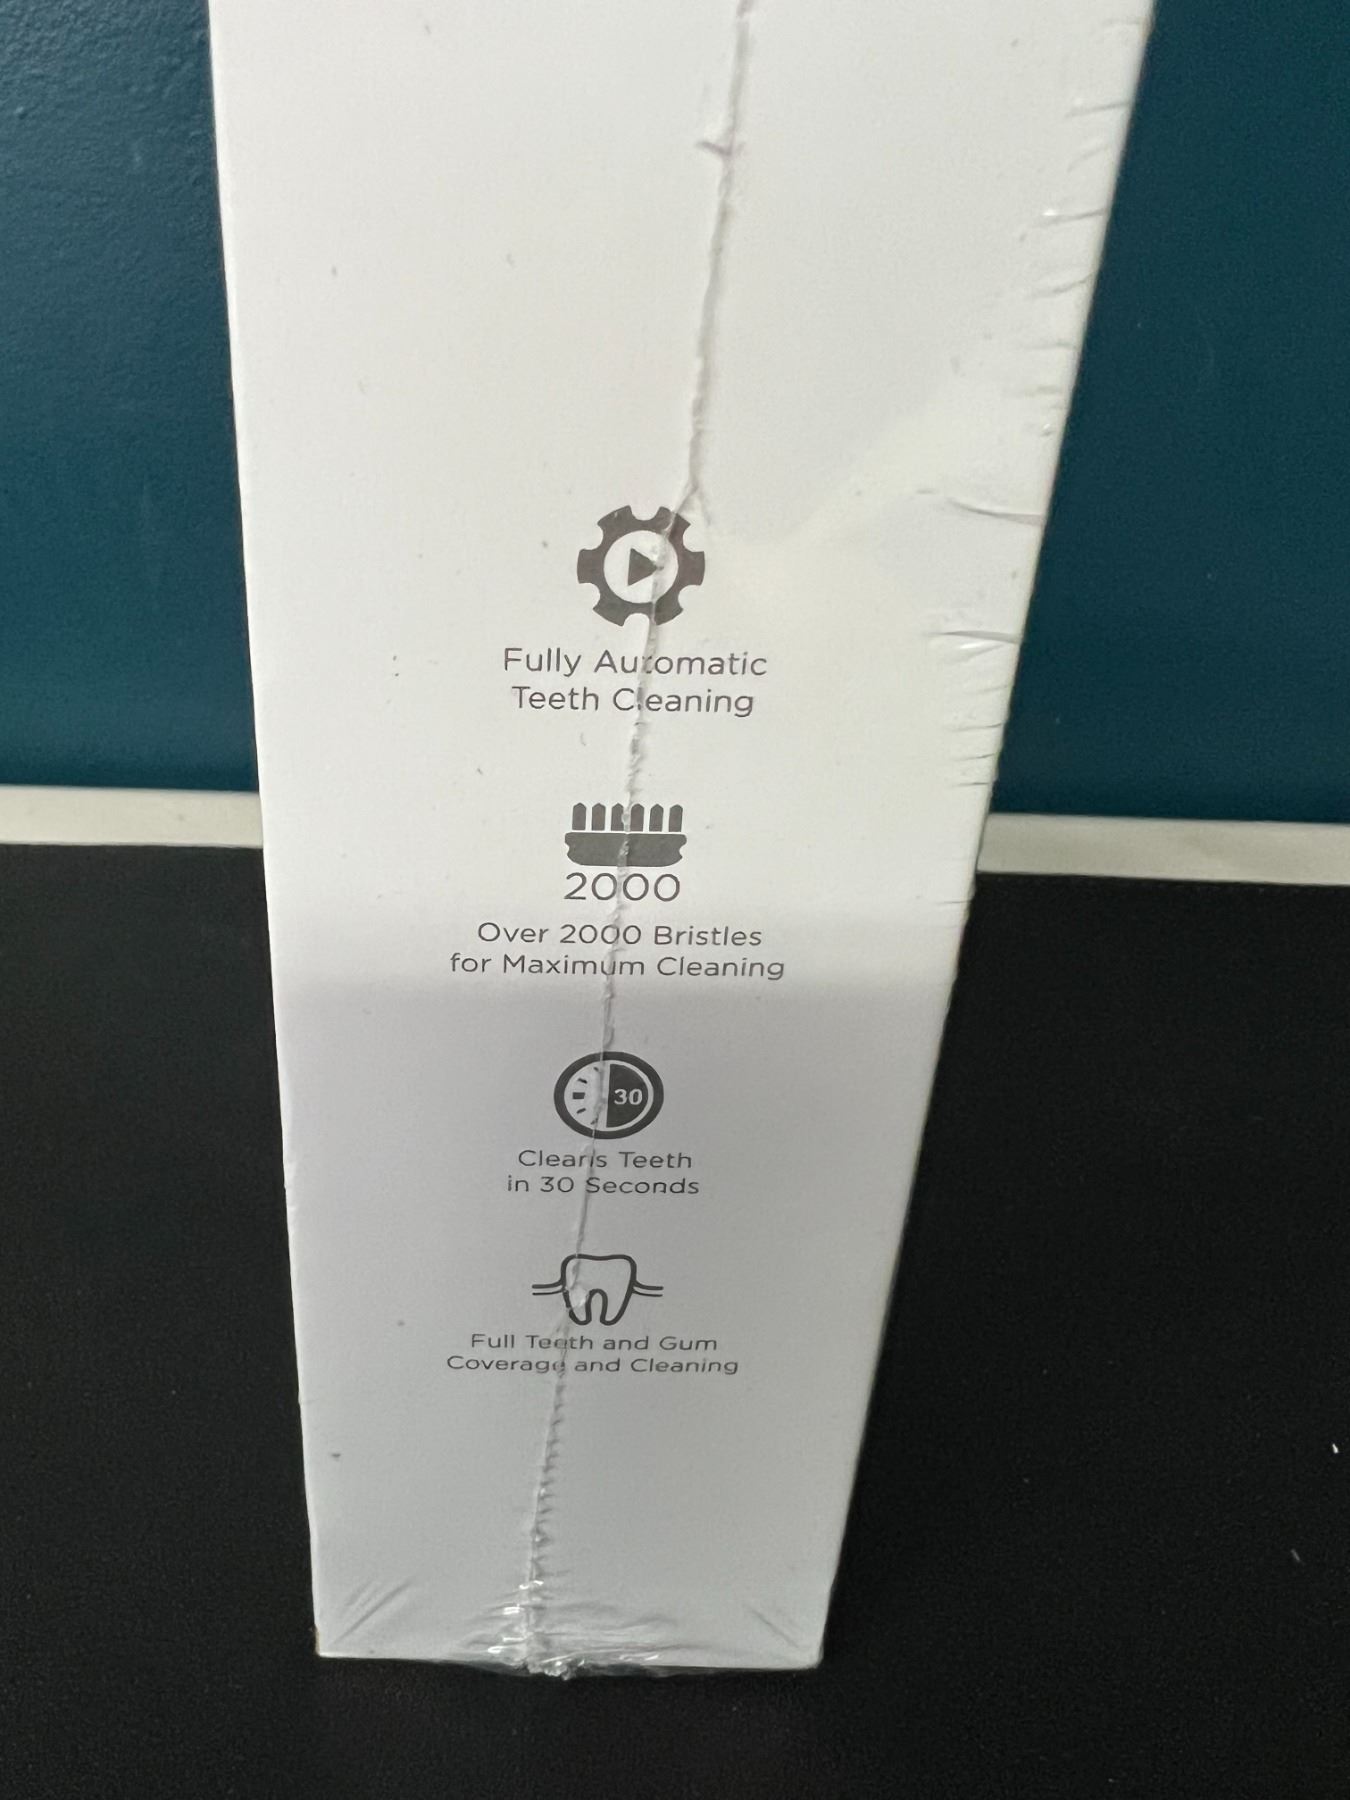 Fully Automatic
Teeth Cleaning
2000
Over 2000 Bristles
for Maximum Cleaning
30
Cleans Teeth
in 30 Seconds
Full Teeth and Gum
Coverage and Cleaning